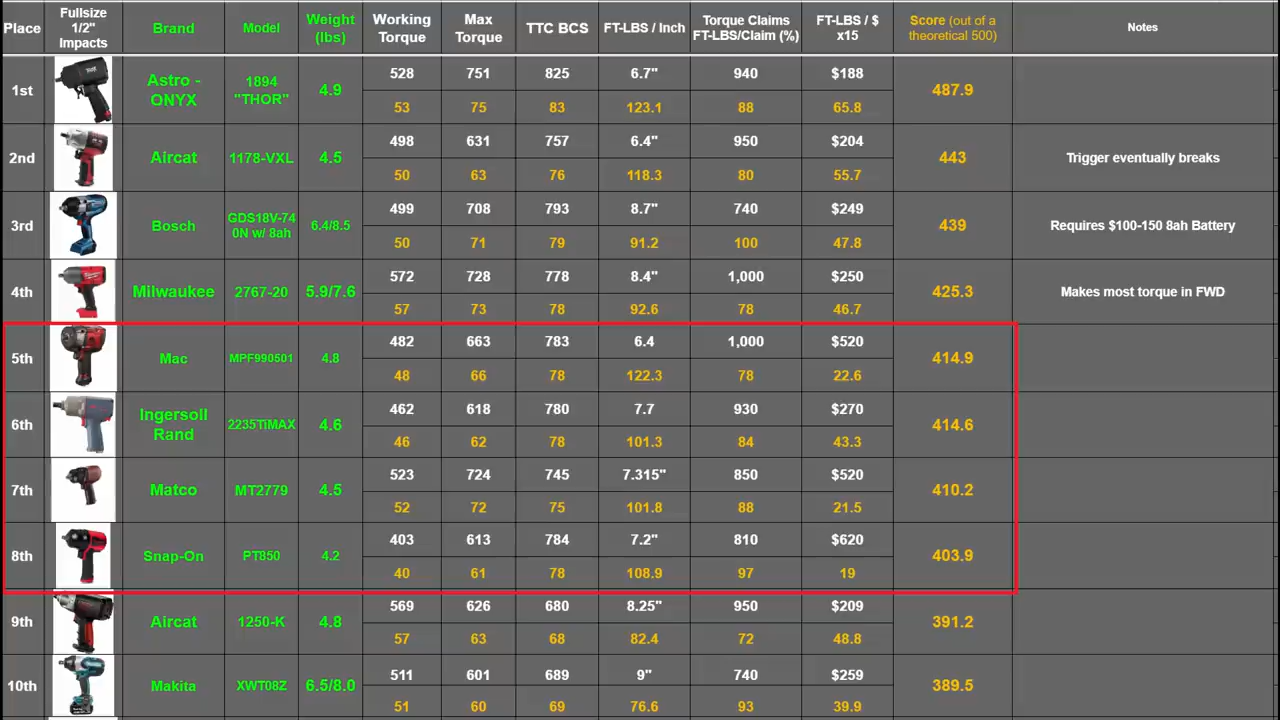 Place Fullsize 1/2" Impacts Brand Model Weight (lbs) Working Torque Max Torque TTC BCS FT-LBS / Inch Torque Claims FT-LBS/Claim (%) FT-LBS / $ x15 Score (out of a theoretical 500) Notes
1st Astro - ONYX 1894 "THOR" 4.9 528 751 825 6.7" 940 $188 487.9
53 75 83 123.1 88 65.8
2nd Aircat 1178-VXL 4.5 498 631 757 6.4" 950 $204 443 Trigger eventually breaks
50 63 76 118.3 80 55.7
3rd Bosch GDS18V-74 0N w/ 8ah 6.4/8.5 499 708 793 8.7" 740 $249 439 Requires $100-150 8ah Battery
50 71 79 91.2 100 47.8
4th Milwaukee 2767-20 5.9/7.6 572 728 778 8.4" 1,000 $250 425.3 Makes most torque in FWD
57 73 78 92.6 78 46.7
5th Mac MPF990501 4.8 482 663 783 6.4 1,000 $520 414.9
48 66 78 122.3 78 22.6
6th Ingersoll Rand 2235TiMAX 4.6 462 618 780 7.7 930 $270 414.6
46 62 78 101.3 84 43.3
7th Matco MT2779 4.5 523 724 745 7.315" 850 $520 410.2
52 72 75 101.8 88 21.5
8th Snap-On PT850 4.2 403 613 784 7.2" 810 $620 403.9
40 61 78 108.9 97 19
9th Aircat 1250-K 4.8 569 626 680 8.25" 950 $209 391.2
57 63 68 82.4 72 48.8
10th Makita XWT08Z 6.5/8.0 511 601 689 9" 740 $259 389.5
51 60 69 76.6 93 39.9